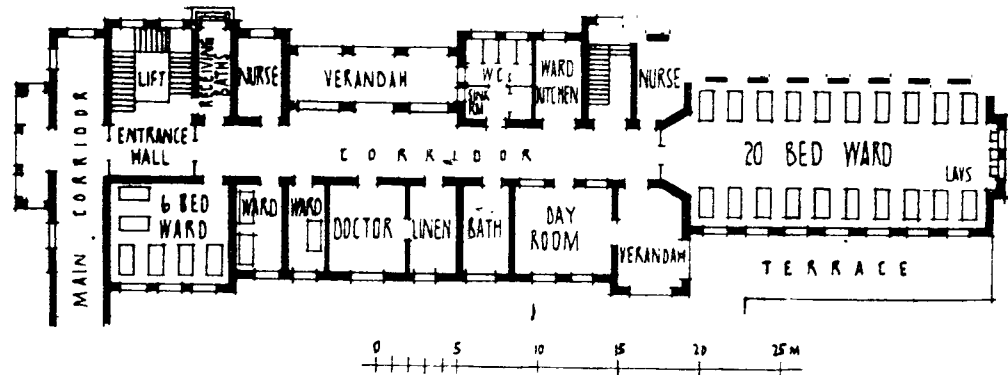 LIFT
RECEIVING
BATHS
NURSE
VERANDAH
W.C.s
SINK
RM
WARD
KITCHEN
NURSE
MAIN CORRIDOR
ENTRANCE
HALL
CORRIDOR
20 BED WARD
LAVS
6 BED
WARD
WARD
WARD
DOCTOR
LINEN
BATH
DAY
ROOM
VERANDAH
TERRACE
0 5 10 15 20 25 M